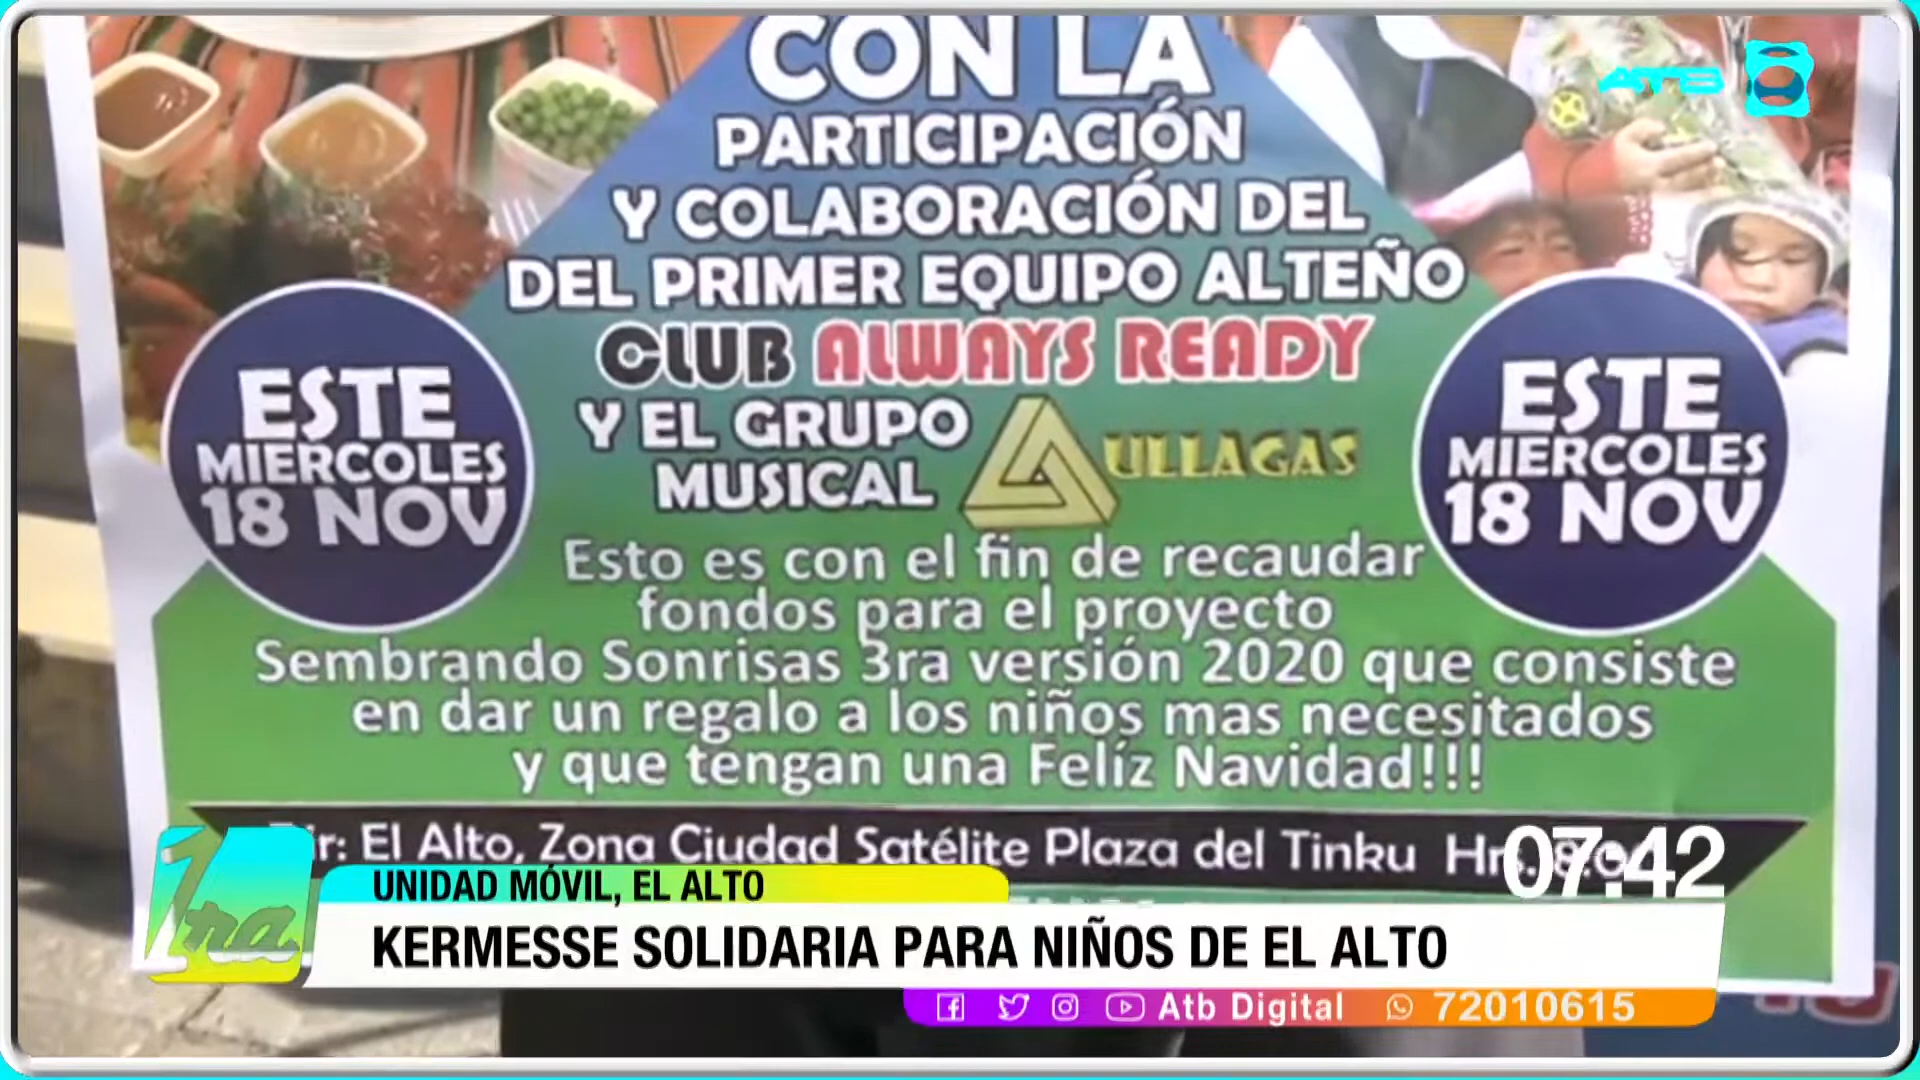 CON LA
PARTICIPACIÓN
Y COLABORACIÓN DEL
DEL PRIMER EQUIPO ALTEÑO
CLUB ALWAYS READY
Y EL GRUPO
MUSICAL
ULLAGAS
ESTE
MIERCOLES
18 NOV
ESTE
MIERCOLES
18 NOV
Esto es con el fin de recaudar
fondos para el proyecto
Sembrando Sonrisas 3ra versión 2020 que consiste
en dar un regalo a los niños mas necesitados
y que tengan una Felíz Navidad!!!
El Alto, Zona Ciudad Satélite Plaza del Tinku
ATB
07:42
1ra
UNIDAD MÓVIL, EL ALTO
KERMESSE SOLIDARIA PARA NIÑOS DE EL ALTO
Atb Digital 72010615